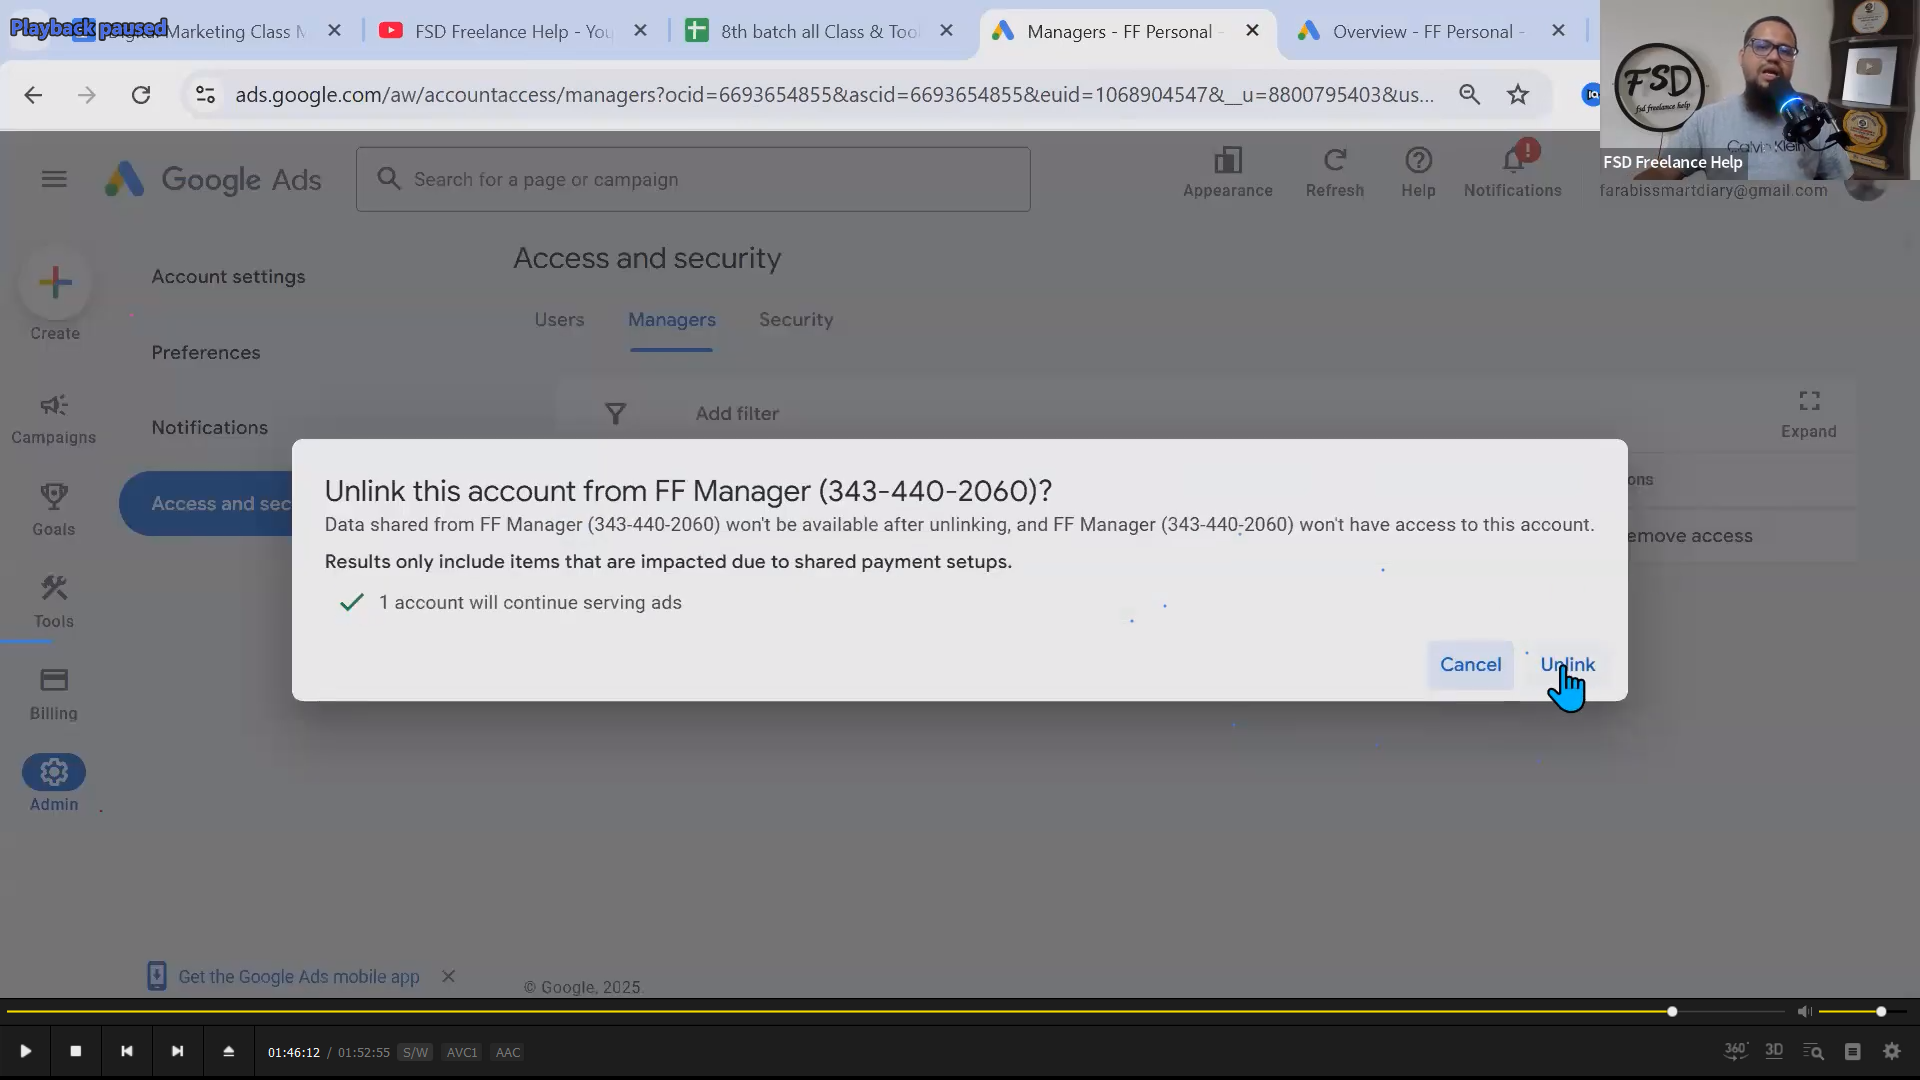 Playback paused
Digital Marketing Class M
FSD Freelance Help - You
8th batch all Class & Tool
Managers - FF Personal -
Overview - FF Personal -
ads.google.com/aw/accountaccess/managers?ocid=6693654855&ascid=6693654855&euid=1068904547&__u=8800795403&us...
FSD
fsd freelance help
Calvin Klein
FSD Freelance Help
Google Ads
Search for a page or campaign
Appearance
Refresh
Help
Notifications
farabissmartdiary@gmail.com
Create
Campaigns
Goals
Tools
Billing
Admin
Account settings
Preferences
Notifications
Access and sec
Access and security
Users
Managers
Security
Add filter
Expand
ons
emove access
Unlink this account from FF Manager (343-440-2060)?
Data shared from FF Manager (343-440-2060) won't be available after unlinking, and FF Manager (343-440-2060) won't have access to this account.
Results only include items that are impacted due to shared payment setups.
1 account will continue serving ads
Cancel
Unlink
Get the Google Ads mobile app
© Google, 2025.
01:46:12 / 01:52:55 S/W AVC1 AAC
360°
3D